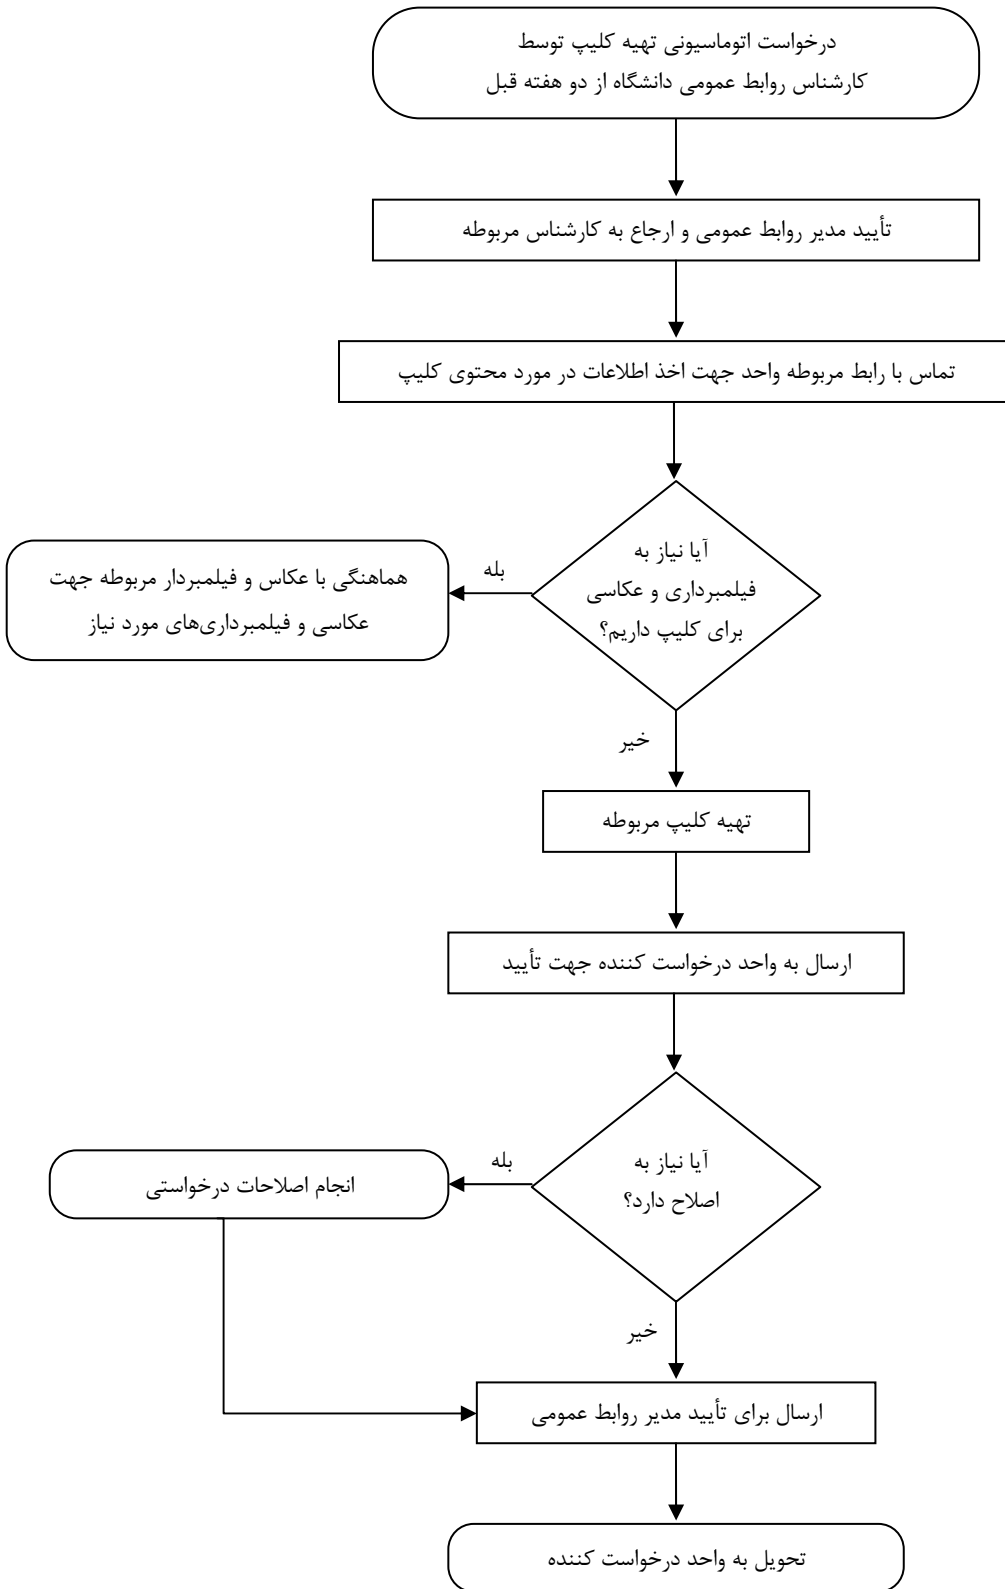 درخواست اتوماسیونی تهیه کلیپ توسط
کارشناس روابط عمومی دانشگاه از دو هفته قبل
تأیید مدیر روابط عمومی و ارجاع به کارشناس مربوطه
تماس با رابط مربوطه واحد جهت اخذ اطلاعات در مورد محتوی کلیپ
آیا نیاز به
فیلمبرداری و عکاسی
برای کلیپ داریم؟
بله
هماهنگی با عکاس و فیلمبردار مربوطه جهت
عکاسی و فیلمبرداری‌های مورد نیاز
خیر
تهیه کلیپ مربوطه
ارسال به واحد درخواست کننده جهت تأیید
آیا نیاز به
اصلاح دارد؟
بله
انجام اصلاحات درخواستی
خیر
ارسال برای تأیید مدیر روابط عمومی
تحویل به واحد درخواست کننده